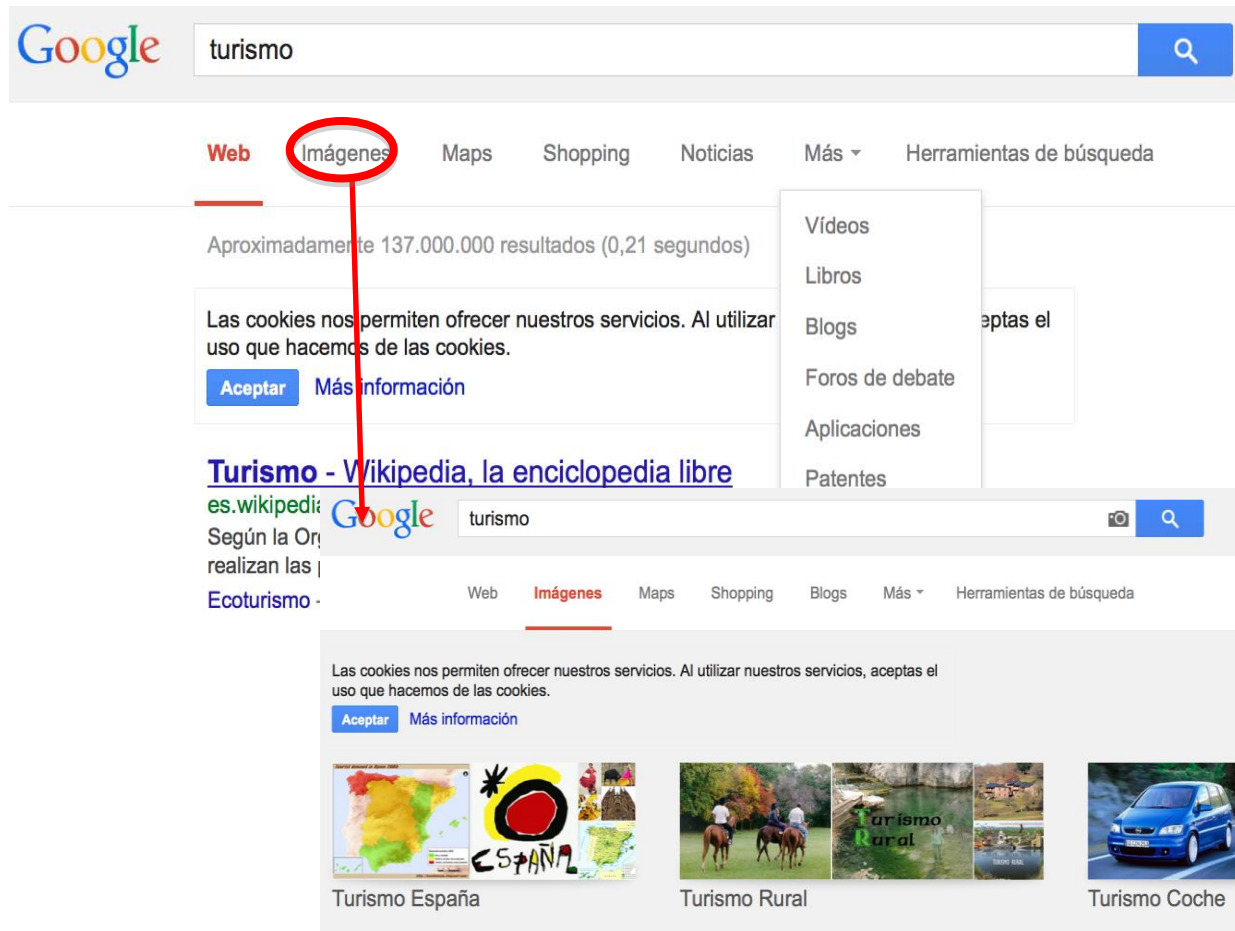 Google
turismo
Web Imágenes Maps Shopping Noticias Más Herramientas de búsqueda
Aproximadamente 137.000.000 resultados (0,21 segundos)
Vídeos
Libros
Blogs
Foros de debate
Aplicaciones
Patentes
Las cookies nos permiten ofrecer nuestros servicios. Al utilizar eptas el
uso que hacemos de las cookies.
Aceptar Más información
Turismo - Wikipedia, la enciclopedia libre
es.wikipedia
Según la Org
realizan las
Ecoturismo -
Google
turismo
Web Imágenes Maps Shopping Blogs Más Herramientas de búsqueda
Las cookies nos permiten ofrecer nuestros servicios. Al utilizar nuestros servicios, aceptas el
uso que hacemos de las cookies.
Aceptar Más información
ESPAÑA
Turismo
Rural
TURISMO RURAL
Turismo España
Turismo Rural
Turismo Coche